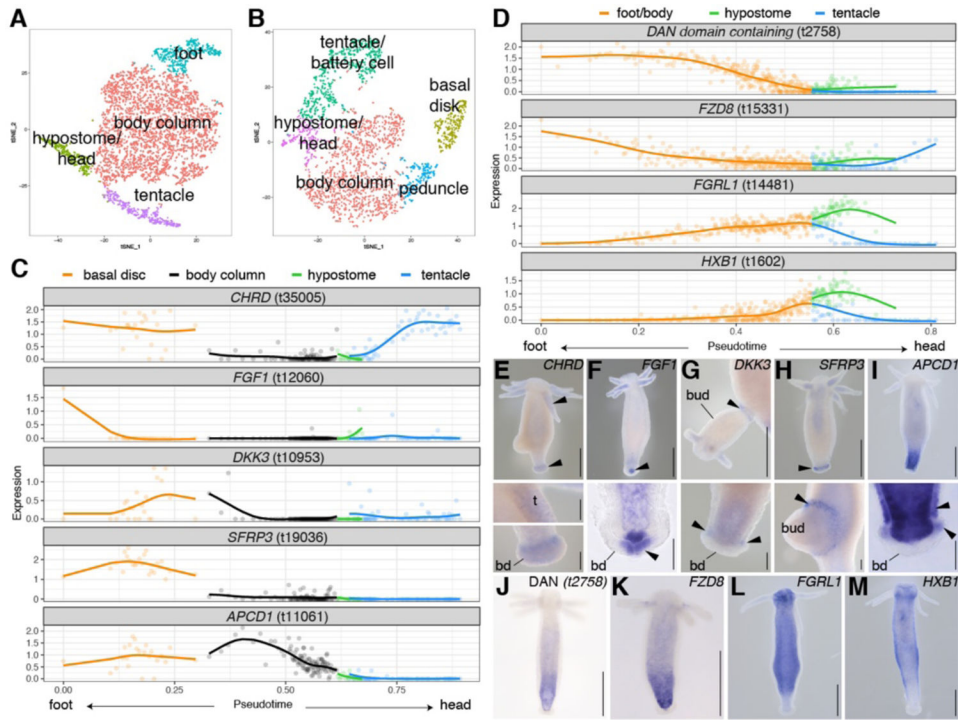 A
foot
body column
hypostome/
head
tentacle
tSNE_2
tSNE_1
B
tentacle/
battery cell
basal
disk
hypostome/
head
body column
peduncle
tSNE_2
tSNE_1
C
basal disc body column hypostome tentacle
CHRD (t35005)
FGF1 (t12060)
DKK3 (t10953)
SFRP3 (t19036)
APCD1 (t11061)
Expression
0.00 0.25 0.50 0.75
foot Pseudotime head
D
foot/body hypostome tentacle
DAN domain containing (t2758)
FZD8 (t15331)
FGRL1 (t14481)
HXB1 (t1602)
Expression
0.0 0.2 0.4 0.6 0.8
foot Pseudotime head
E CHRD
F FGF1
G DKK3
bud
H SFRP3
I APCD1
t
bd
bd
bd
bud
bd
J DAN (t2758)
K FZD8
L FGRL1
M HXB1